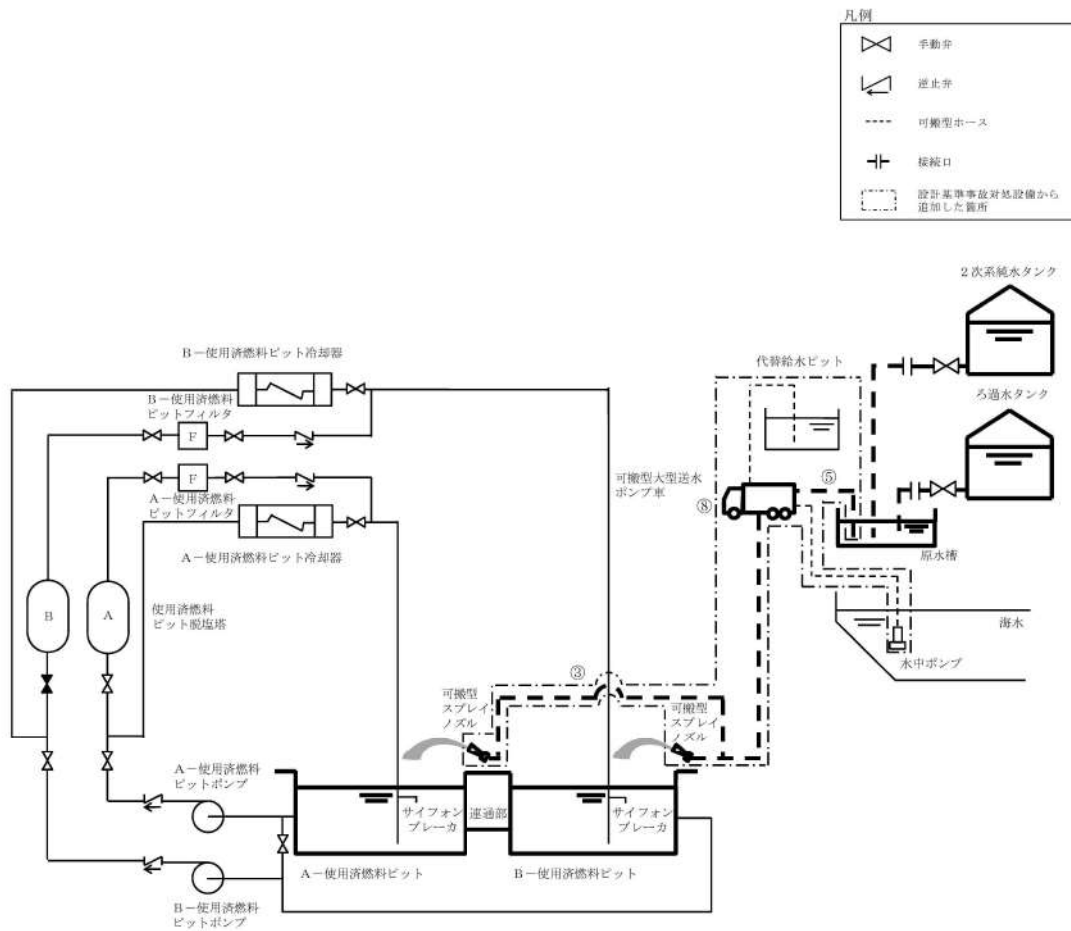 凡例
手動弁
逆止弁
可搬型ホース
接続口
設計基準事故対処設備から
追加した箇所
2次系純水タンク
ろ過水タンク
代替給水ピット
B-使用済燃料ピット冷却器
B-使用済燃料
ピットフィルタ
F
F
A-使用済燃料
ピットフィルタ
A-使用済燃料ピット冷却器
可搬型大型送水
ポンプ車
⑤
⑧
原水槽
B
A
使用済燃料
ピット脱塩塔
海水
水中ポンプ
③
可搬型
スプレイ
ノズル
可搬型
スプレイ
ノズル
A-使用済燃料
ピットポンプ
サイフォン
ブレーカ
連通部
サイフォン
ブレーカ
A-使用済燃料ピット
B-使用済燃料ピット
B-使用済燃料
ピットポンプ